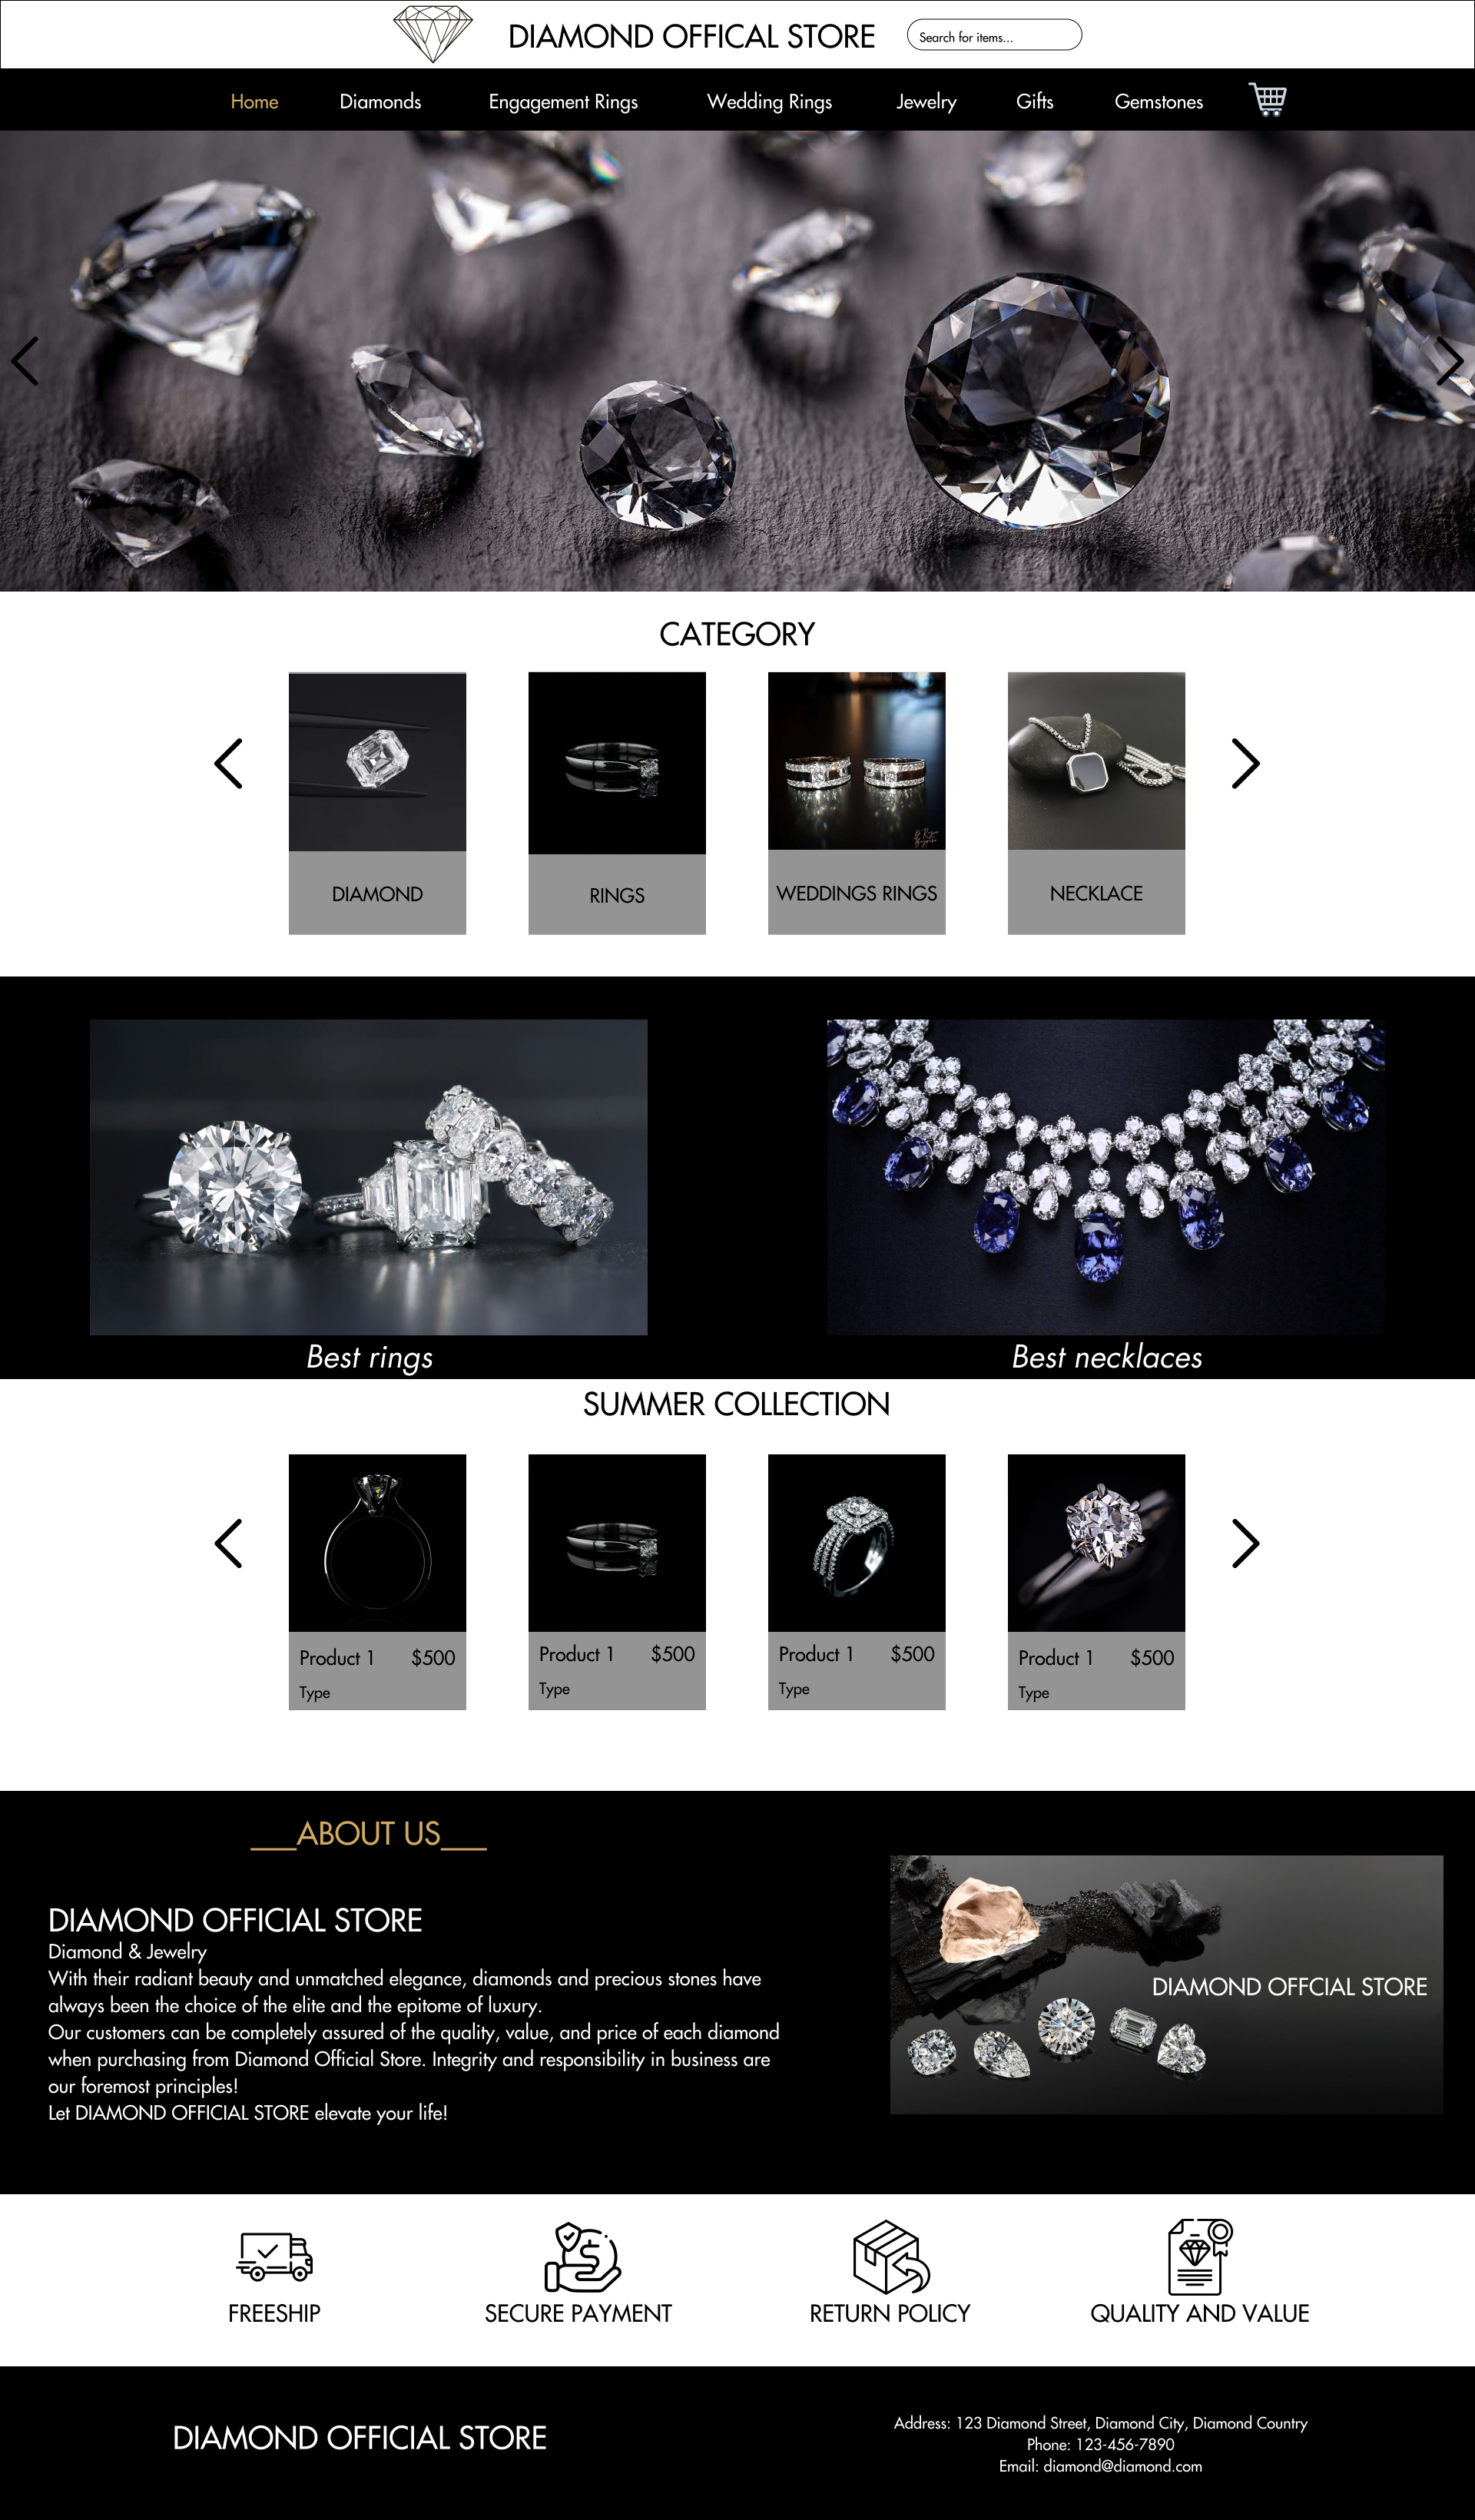 DIAMOND OFFICAL STORE
Search for items...
Home Diamonds Engagement Rings Wedding Rings Jewelry Gifts Gemstones
CATEGORY
DIAMOND
RINGS
WEDDINGS RINGS
NECKLACE
Best rings
Best necklaces
SUMMER COLLECTION
Product 1 $500
Type
Product 1 $500
Type
Product 1 $500
Type
Product 1 $500
Type
___ABOUT US___
DIAMOND OFFICIAL STORE
Diamond & Jewelry
With their radiant beauty and unmatched elegance, diamonds and precious stones have
always been the choice of the elite and the epitome of luxury.
Our customers can be completely assured of the quality, value, and price of each diamond
when purchasing from Diamond Official Store. Integrity and responsibility in business are
our foremost principles!
Let DIAMOND OFFICIAL STORE elevate your life!
DIAMOND OFFCIAL STORE
FREESHIP
SECURE PAYMENT
RETURN POLICY
QUALITY AND VALUE
DIAMOND OFFICIAL STORE
Address: 123 Diamond Street, Diamond City, Diamond Country
Phone: 123-456-7890
Email: diamond@diamond.com